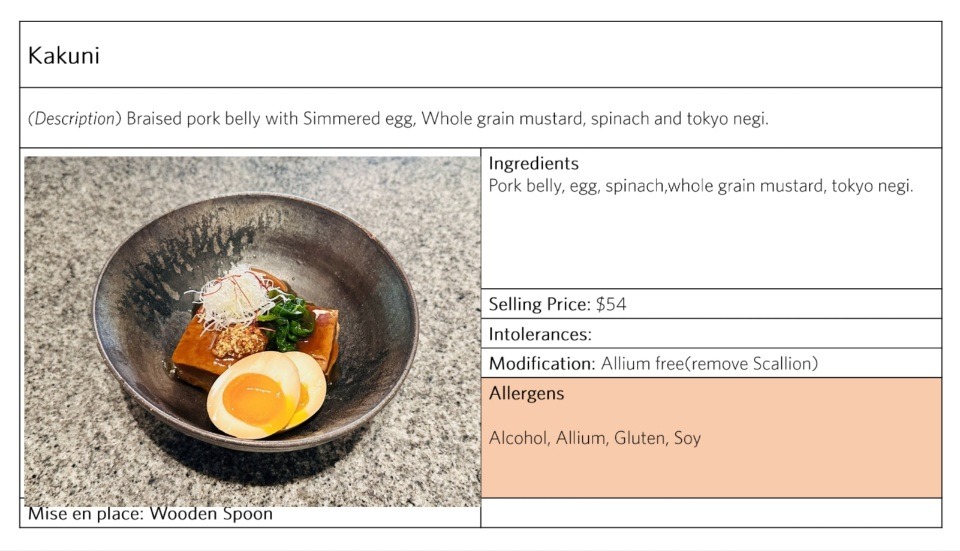 Kakuni
(Description) Braised pork belly with Simmered egg, Whole grain mustard, spinach and tokyo negi.
Ingredients
Pork belly, egg, spinach,whole grain mustard, tokyo negi.
Selling Price: $54
Intolerances:
Modification: Allium free(remove Scallion)
Allergens
Alcohol, Allium, Gluten, Soy
Mise en place: Wooden Spoon